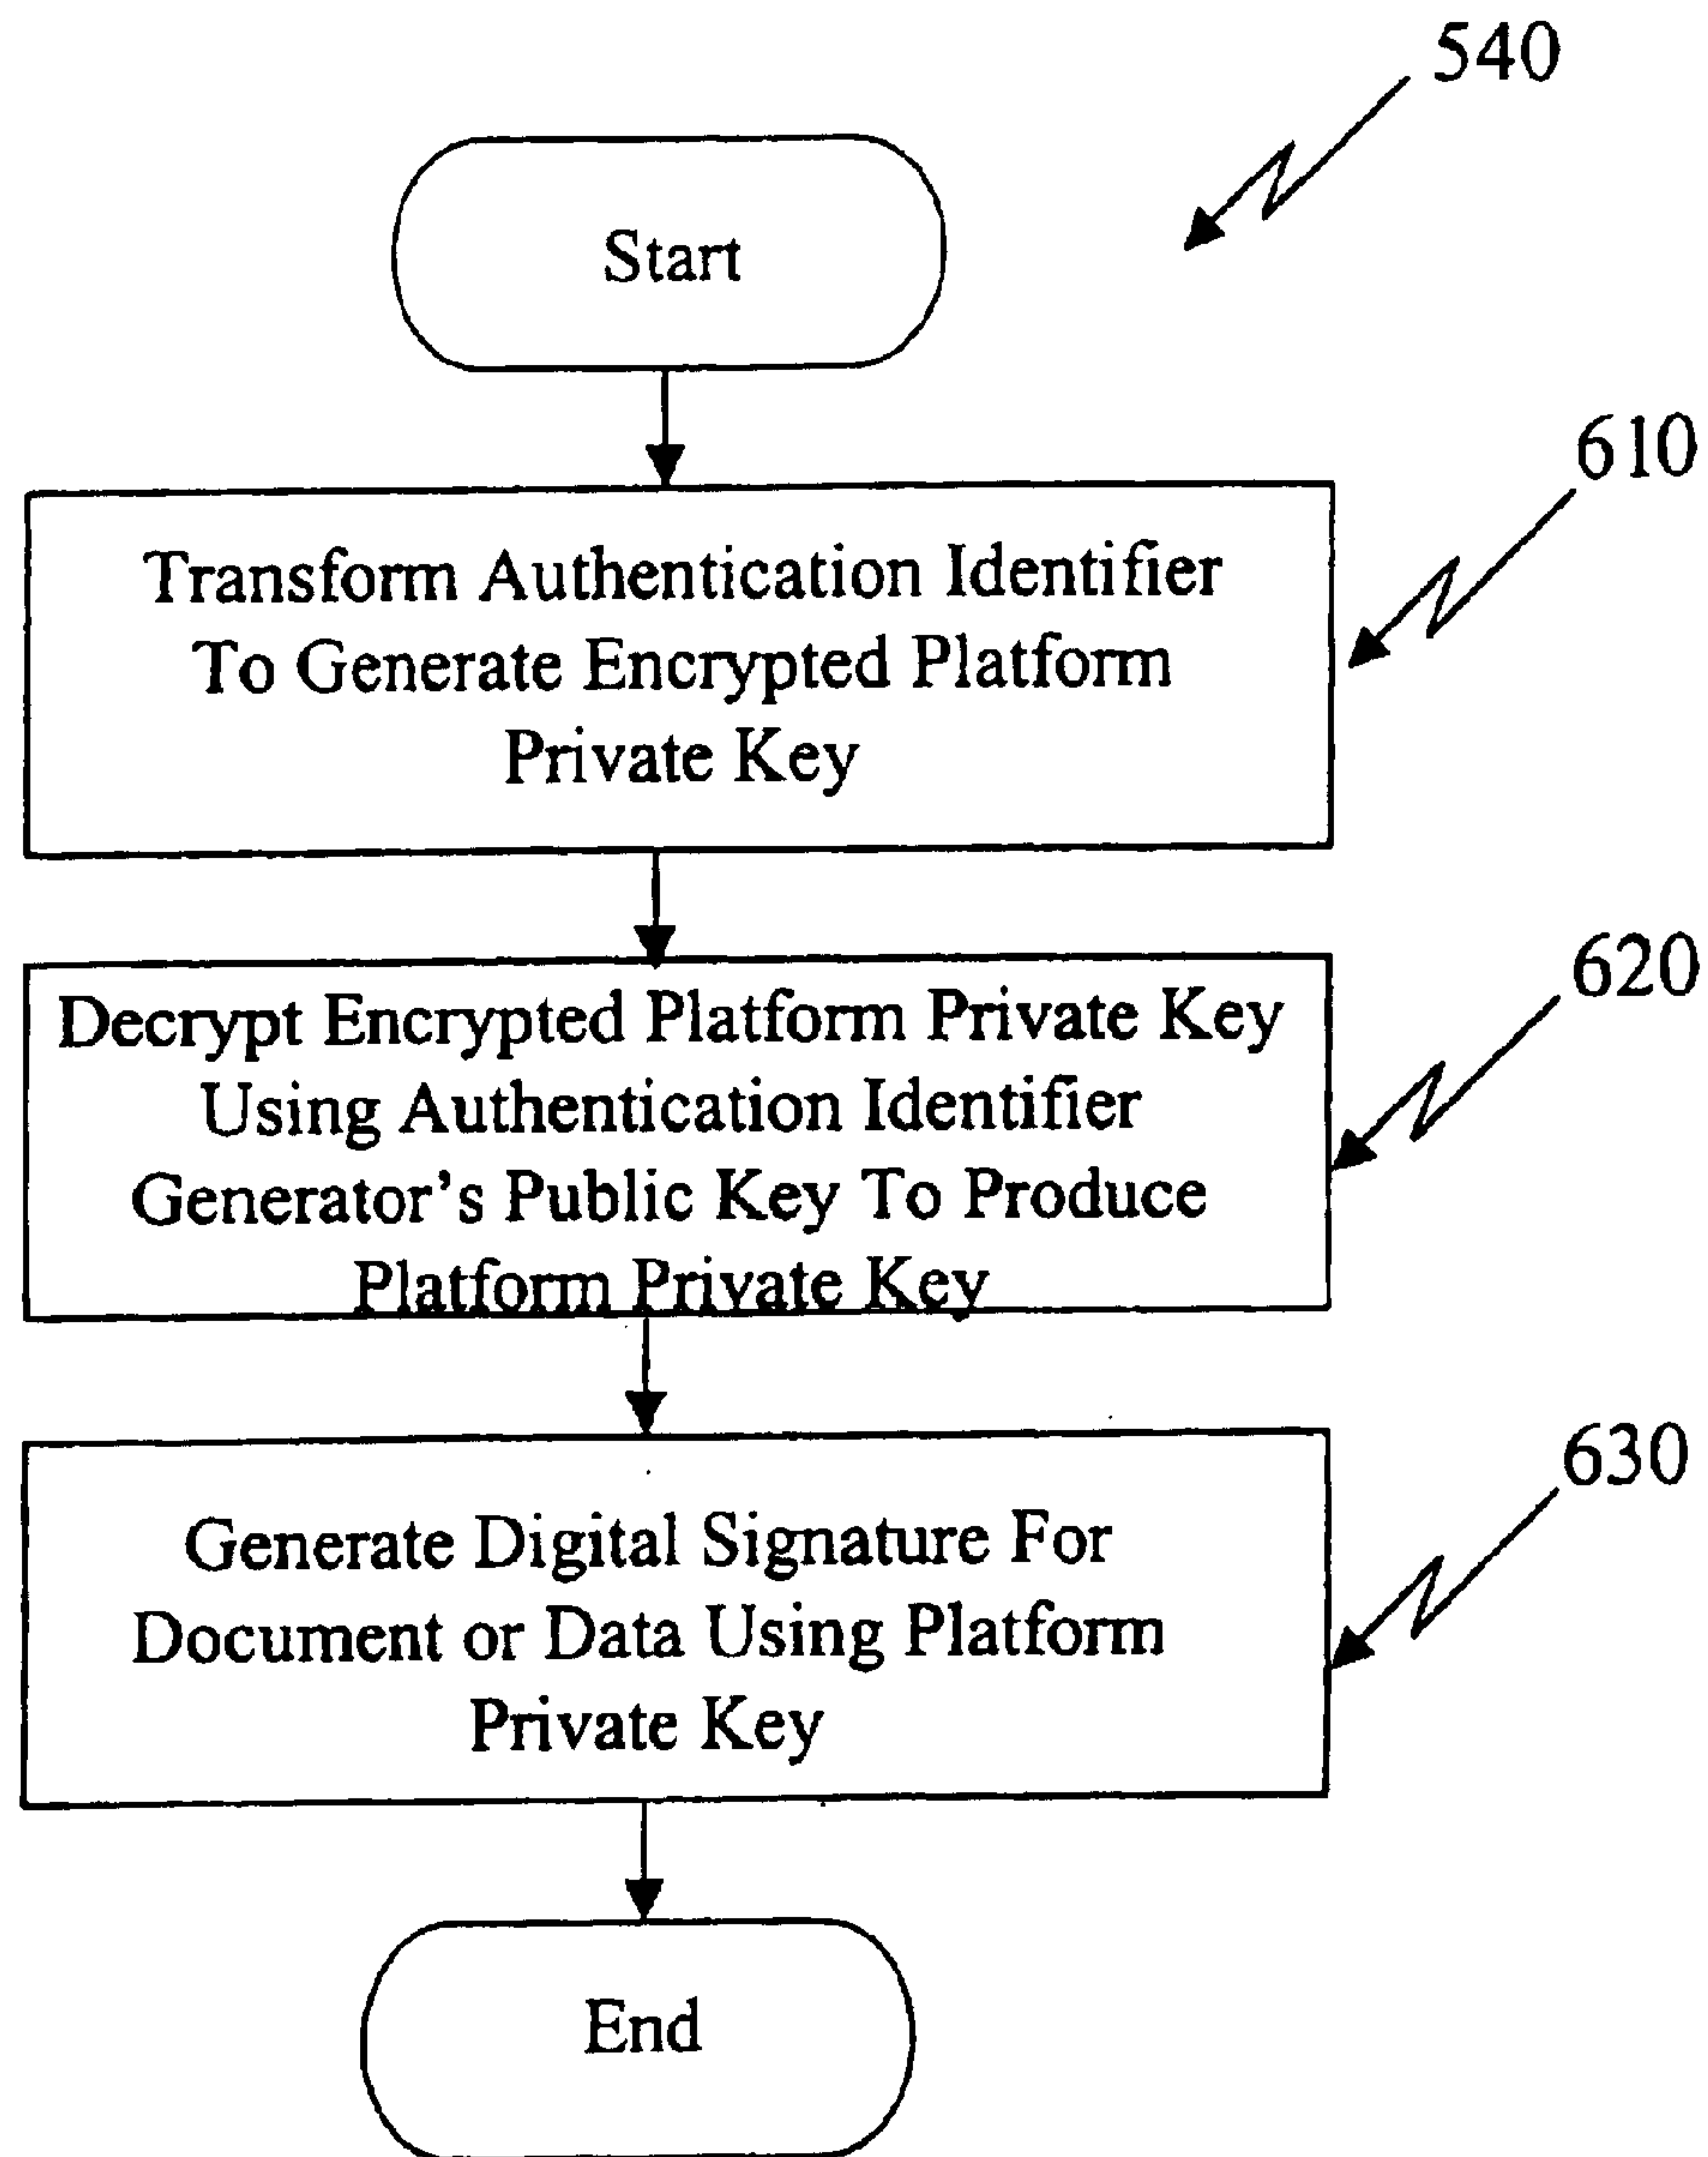 540
Start
610
Transform Authentication Identifier
To Generate Encrypted Platform
Private Key
620
Decrypt Encrypted Platform Private Key
Using Authentication Identifier
Generator's Public Key To Produce
Platform Private Key
630
Generate Digital Signature For
Document or Data Using Platform
Private Key
End